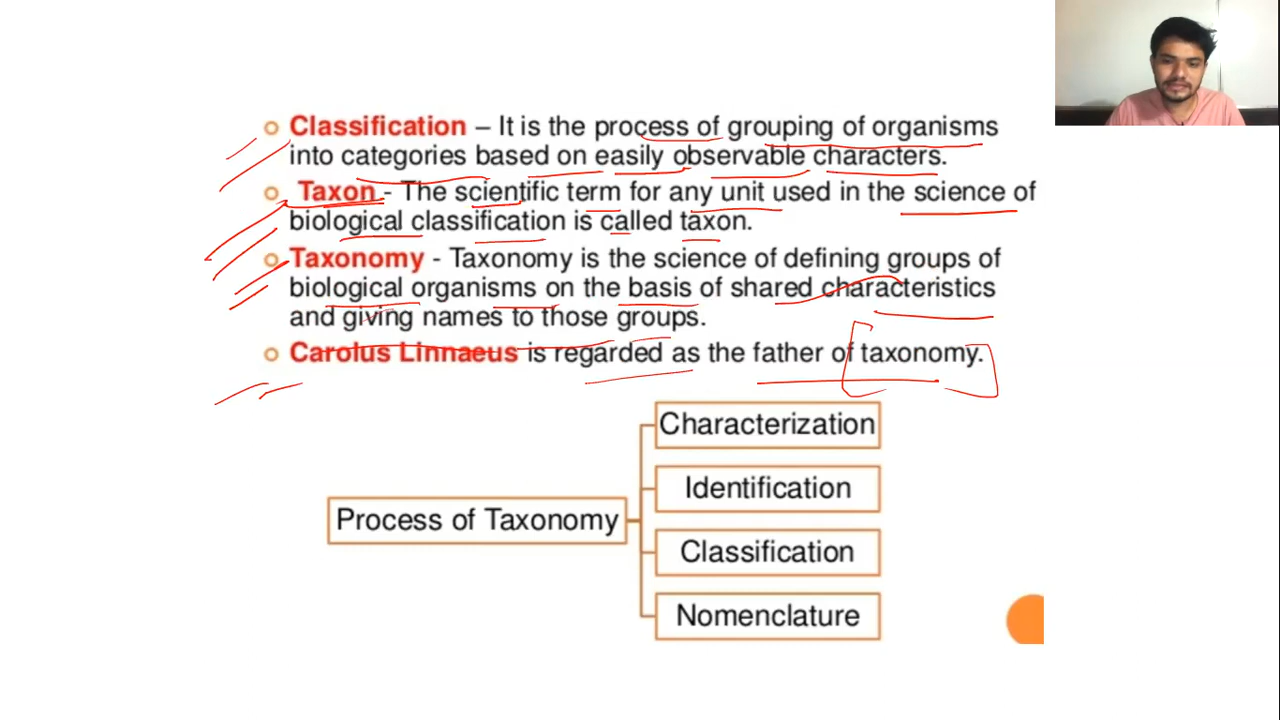 Classification – It is the process of grouping of organisms
into categories based on easily observable characters.
Taxon - The scientific term for any unit used in the science of
biological classification is called taxon.
Taxonomy - Taxonomy is the science of defining groups of
biological organisms on the basis of shared characteristics
and giving names to those groups.
Carolus Linnaeus is regarded as the father of taxonomy.
Characterization
Identification
Process of Taxonomy
Classification
Nomenclature